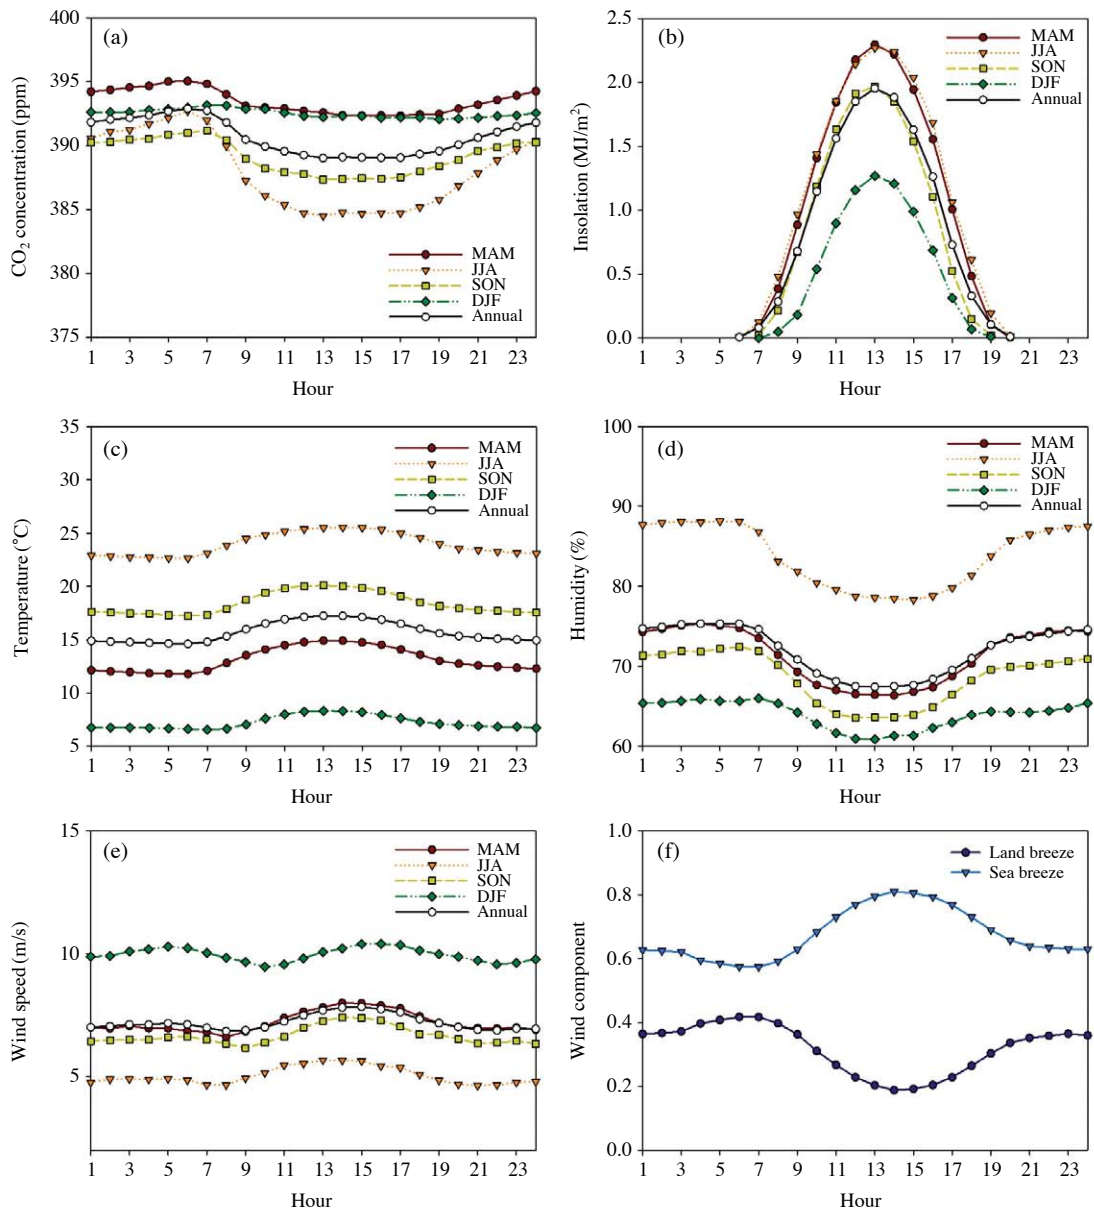 (a)
400
395
390
385
380
375
CO₂ concentration (ppm)
MAM
JJA
SON
DJF
Annual
1 3 5 7 9 11 13 15 17 19 21 23
Hour
(b)
2.5
2.0
1.5
1.0
0.5
0.0
Insolation (MJ/m²)
MAM
JJA
SON
DJF
Annual
1 3 5 7 9 11 13 15 17 19 21 23
Hour
(c)
35
30
25
20
15
10
5
Temperature (°C)
MAM
JJA
SON
DJF
Annual
1 3 5 7 9 11 13 15 17 19 21 23
Hour
(d)
100
90
80
70
60
Humidity (%)
MAM
JJA
SON
DJF
Annual
1 3 5 7 9 11 13 15 17 19 21 23
Hour
(e)
15
10
5
Wind speed (m/s)
MAM
JJA
SON
DJF
Annual
1 3 5 7 9 11 13 15 17 19 21 23
Hour
(f)
1.0
0.8
0.6
0.4
0.2
0.0
Wind component
Land breeze
Sea breeze
1 3 5 7 9 11 13 15 17 19 21 23
Hour